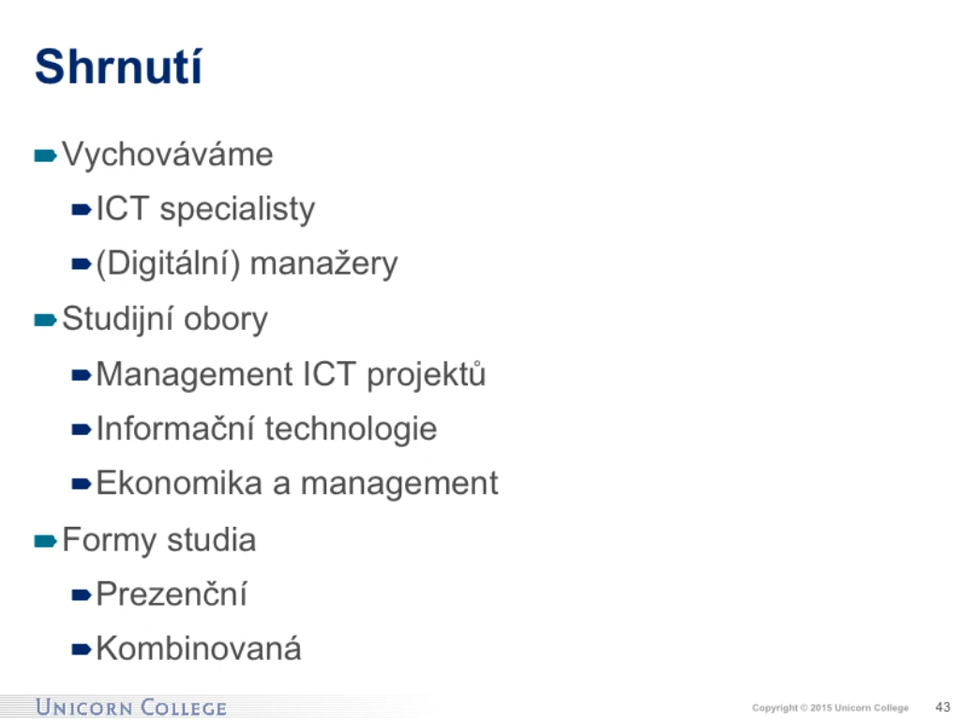 Shrnutí
Vychováváme
ICT specialisty
(Digitální) manažery
Studijní obory
Management ICT projektů
Informační technologie
Ekonomika a management
Formy studia
Prezenční
Kombinovaná
UNICORN COLLEGE
Copyright © 2015 Unicorn College 43